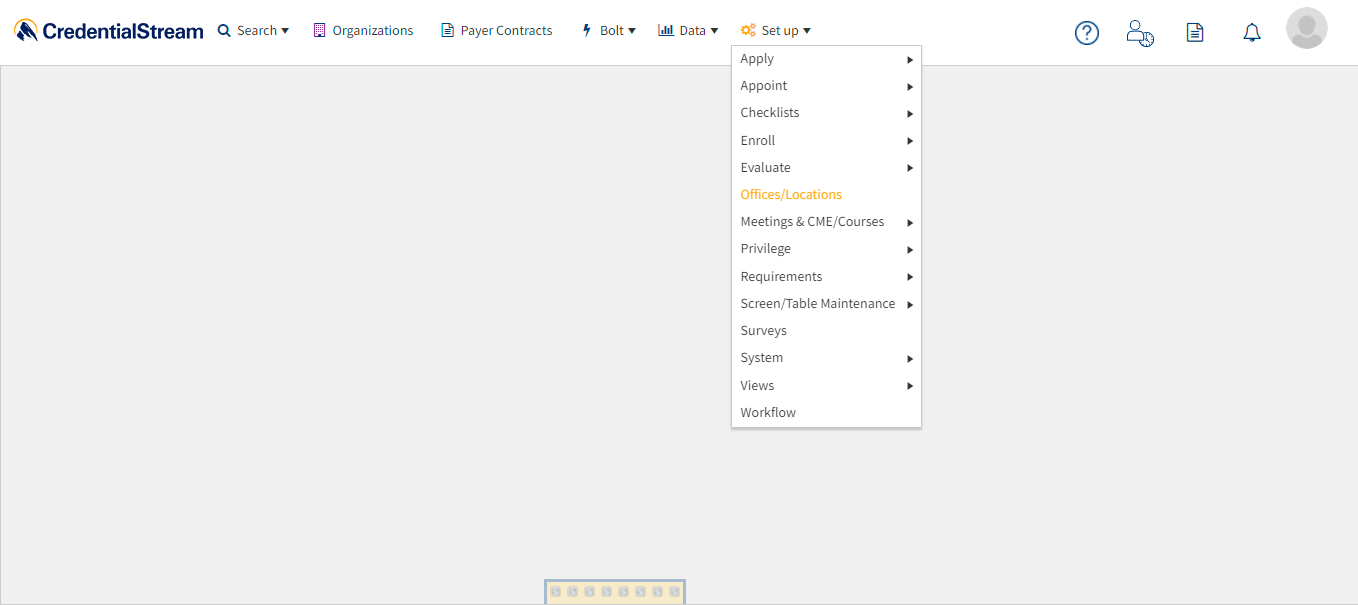 CredentialStream Search Organizations Payer Contracts Bolt Data Set up
Apply
Appoint
Checklists
Enroll
Evaluate
Offices/Locations
Meetings & CME/Courses
Privilege
Requirements
Screen/Table Maintenance
Surveys
System
Views
Workflow